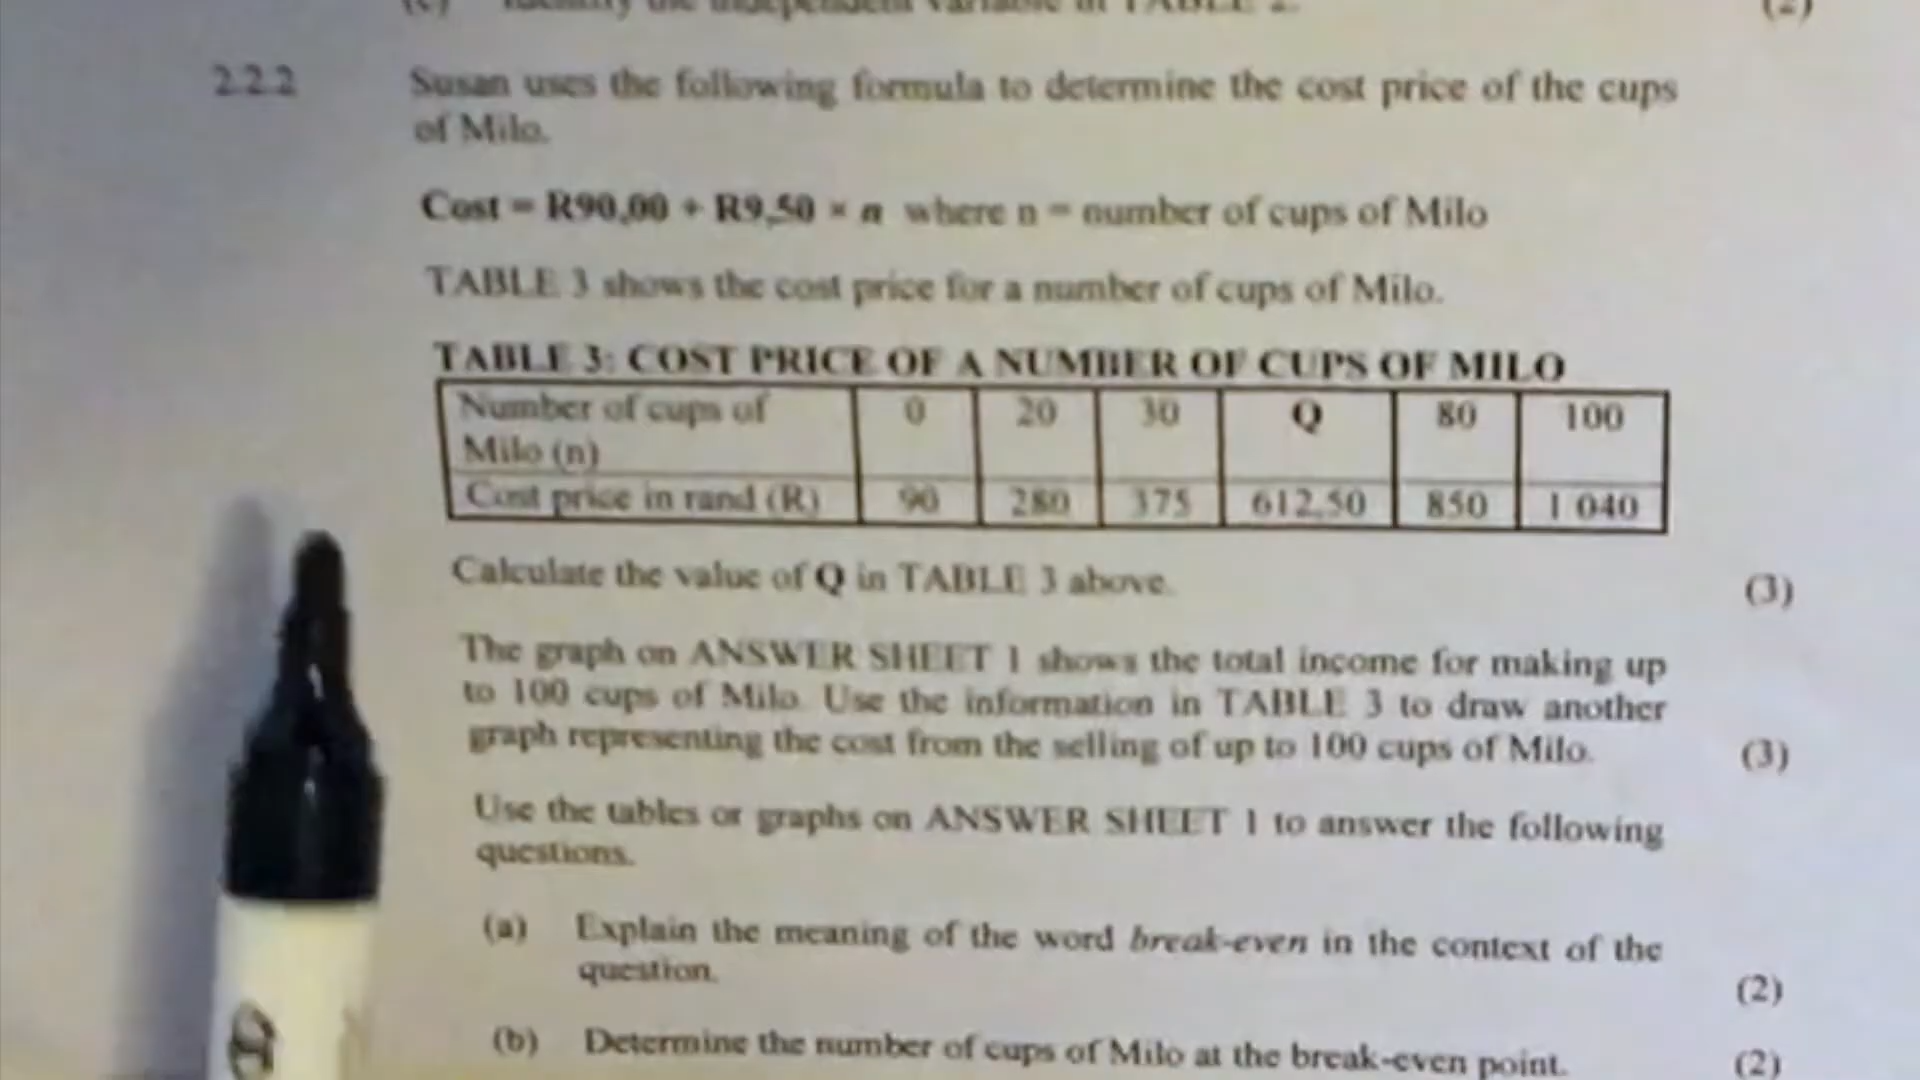 (c) Identify the independent variable in TABLE 2. (2)
2.2.2 Susan uses the following formula to determine the cost price of the cups
of Milo.
Cost = R90,00 + R9,50 × n where n = number of cups of Milo
TABLE 3 shows the cost price for a number of cups of Milo.
TABLE 3: COST PRICE OF A NUMBER OF CUPS OF MILO
Number of cups of Milo (n) 0 20 30 Q 80 100
Cost price in rand (R) 90 280 375 612,50 850 1 040
Calculate the value of Q in TABLE 3 above. (3)
The graph on ANSWER SHEET 1 shows the total income for making up
to 100 cups of Milo. Use the information in TABLE 3 to draw another
graph representing the cost from the selling of up to 100 cups of Milo. (3)
Use the tables or graphs on ANSWER SHEET 1 to answer the following
questions.
(a) Explain the meaning of the word break-even in the context of the
question. (2)
(b) Determine the number of cups of Milo at the break-even point. (2)